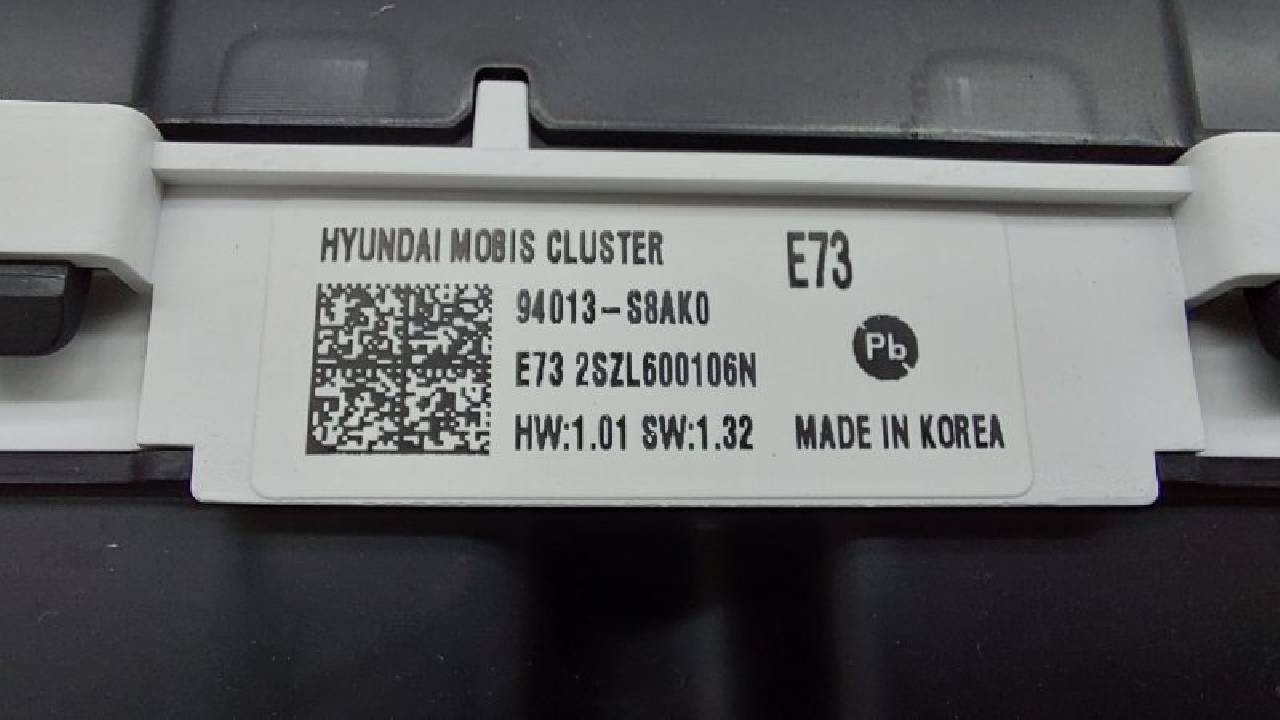 HYUNDAI MOBIS CLUSTER
E73
94013-S8AK0
Pb
E73 2SZL600106N
HW:1.01 SW:1.32
MADE IN KOREA